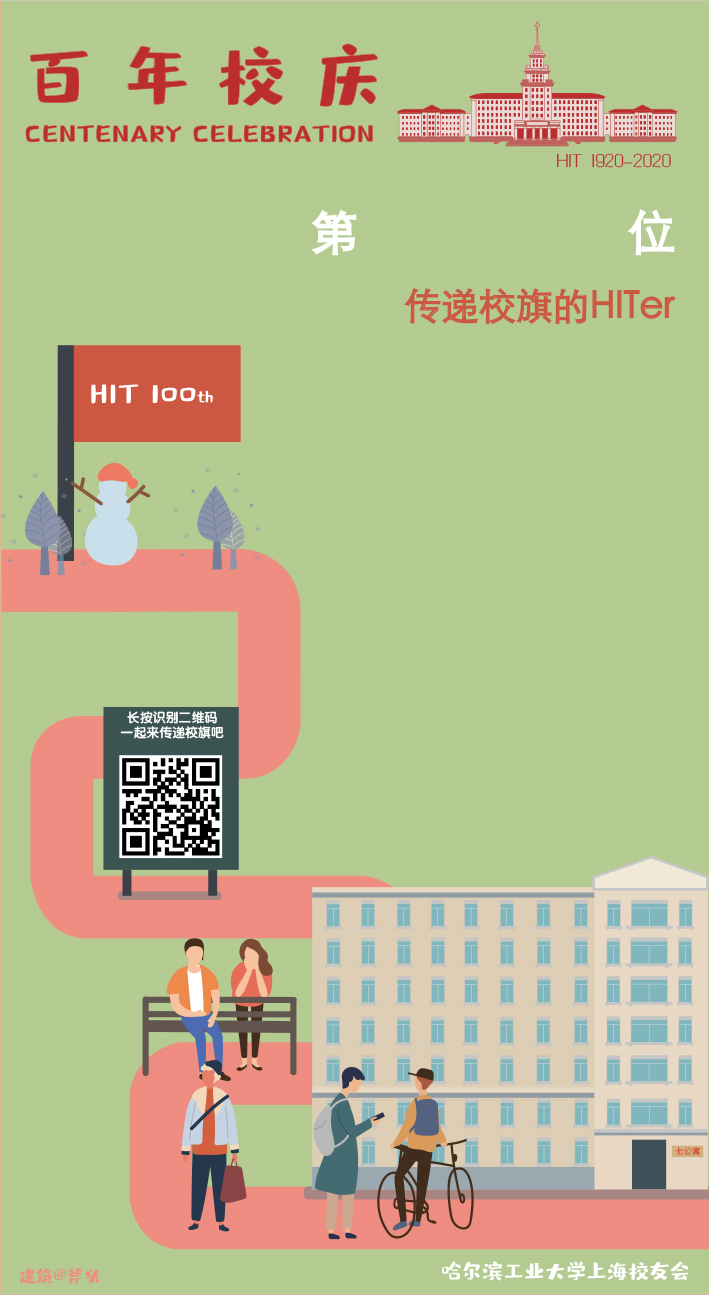 百年校庆
CENTENARY CELEBRATION
HIT 1920-2020
第 位
传递校旗的HITer
HIT 100th
长按识别二维码
一起来传递校旗吧
七公寓
建筑@斧头
哈尔滨工业大学上海校友会